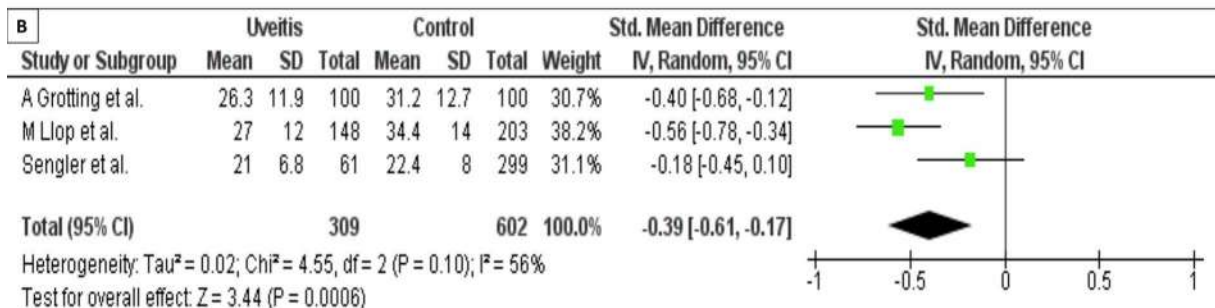 B
Uveitis Control Std. Mean Difference Std. Mean Difference
Study or Subgroup Mean SD Total Mean SD Total Weight IV, Random, 95% CI IV, Random, 95% CI
A Grotting et al. 26.3 11.9 100 31.2 12.7 100 30.7% -0.40 [-0.68, -0.12]
M Llop et al. 27 12 148 34.4 14 203 38.2% -0.56 [-0.78, -0.34]
Sengler et al. 21 6.8 61 22.4 8 299 31.1% -0.18 [-0.45, 0.10]
Total (95% CI) 309 602 100.0% -0.39 [-0.61, -0.17]
Heterogeneity: Tau² = 0.02; Chi² = 4.55, df = 2 (P = 0.10); I² = 56%
Test for overall effect: Z = 3.44 (P = 0.0006)
-1 -0.5 0 0.5 1